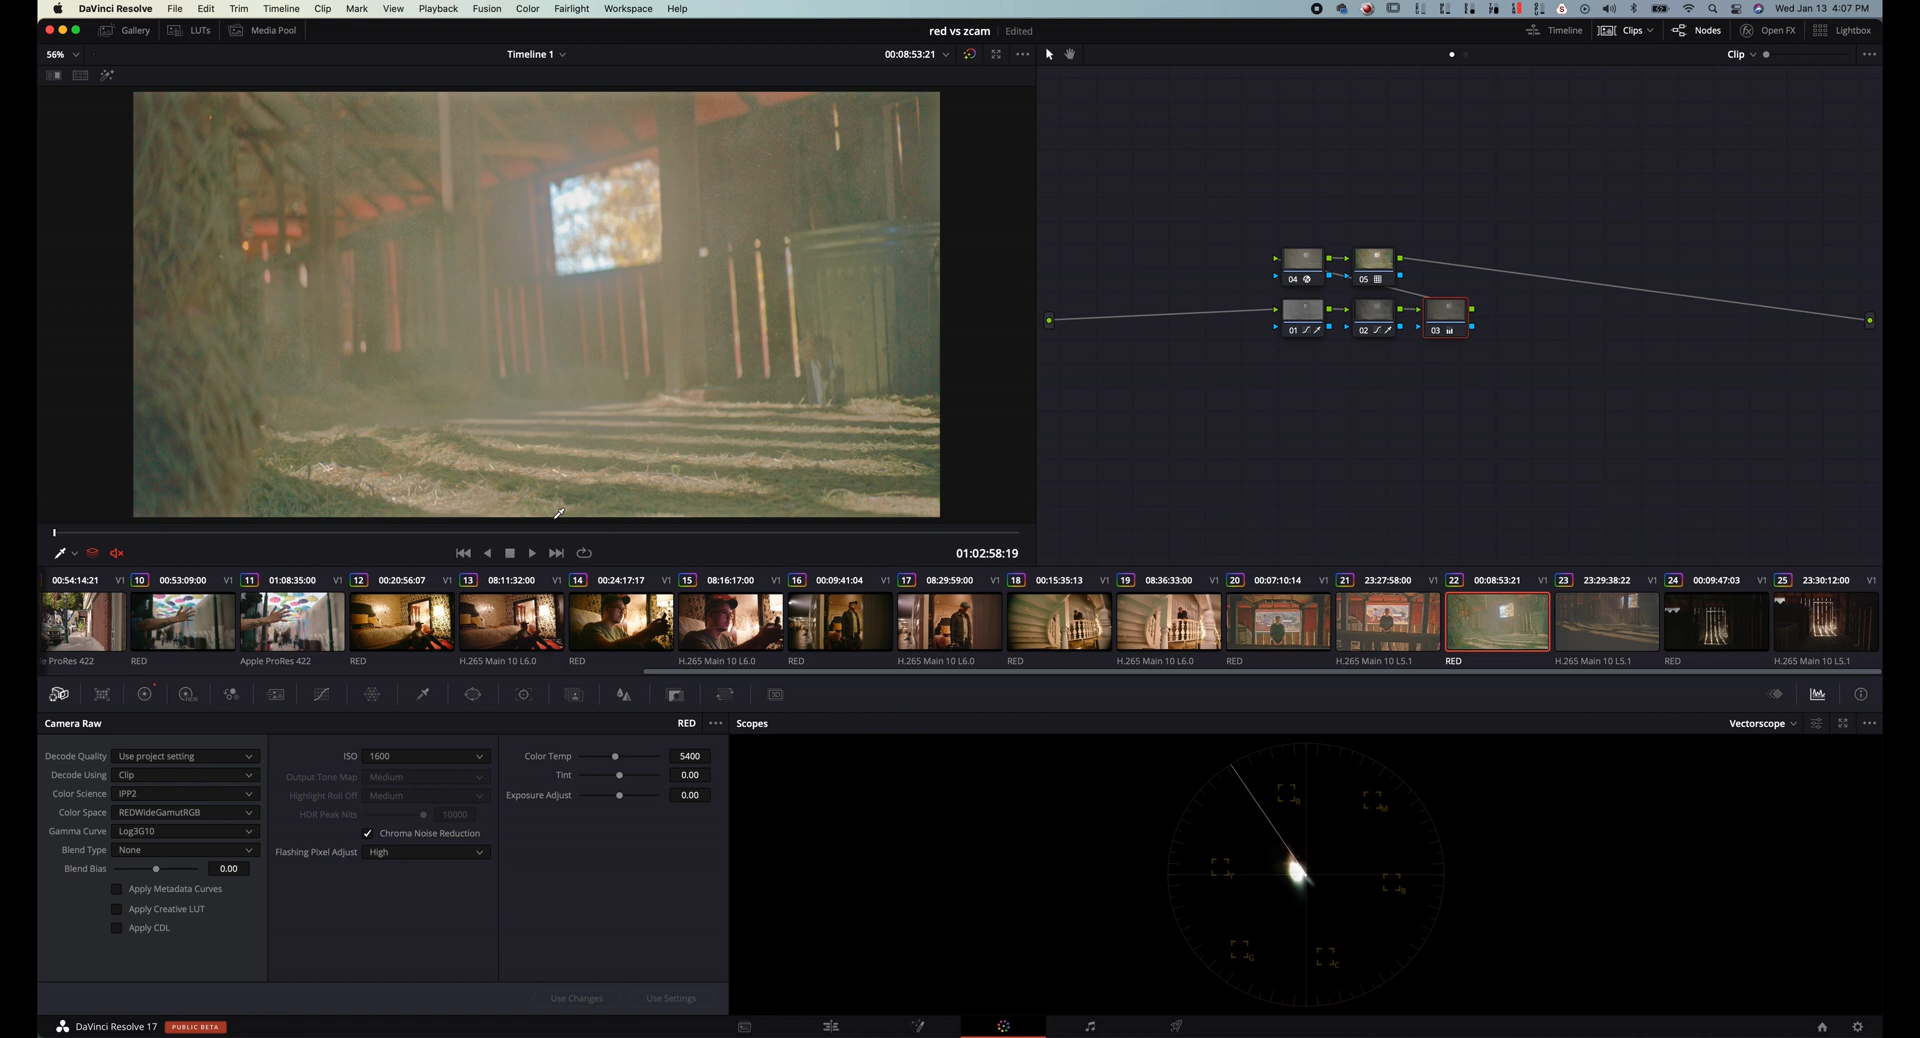 DaVinci Resolve File Edit Trim Timeline Clip Mark View Playback Fusion Color Fairlight Workspace Help Wed Jan 13 4:07 PM
Gallery LUTs Media Pool red vs zcam Edited Timeline Clips Nodes Open FX Lightbox
56% Timeline 1 00:08:53:21 Clip
04 05
01 02 03
01:02:58:19
00:54:14:21 V1 10 00:53:09:00 V1 11 01:08:35:00 V1 12 00:20:56:07 V1 13 08:11:32:00 V1 14 00:24:17:17 V1 15 08:16:17:00 V1 16 00:09:41:04 V1 17 08:29:59:00 V1 18 00:15:35:13 V1 19 08:36:33:00 V1 20 00:07:10:14 V1 21 23:27:58:00 V1 22 00:08:53:21 V1 23 23:29:38:22 V1 24 00:09:47:03 V1 25 23:30:12:00 V1
le ProRes 422 RED Apple ProRes 422 RED H.265 Main 10 L6.0 RED H.265 Main 10 L6.0 RED H.265 Main 10 L6.0 RED H.265 Main 10 L6.0 RED H.265 Main 10 L5.1 RED H.265 Main 10 L5.1 RED H.265 Main 10 L5.1
Camera Raw RED Scopes Vectorscope
Decode Quality Use project setting ISO 1600 Color Temp 5400
Decode Using Clip Output Tone Map Medium Tint 0.00
Color Science IPP2 Highlight Roll Off Medium Exposure Adjust 0.00
Color Space REDWideGamutRGB HDR Peak Nits 10000
Gamma Curve Log3G10 Chroma Noise Reduction
Blend Type None Flashing Pixel Adjust High
Blend Bias 0.00
Apply Metadata Curves
Apply Creative LUT
Apply CDL
R M
Y B
G C
Use Changes Use Settings
DaVinci Resolve 17 PUBLIC BETA